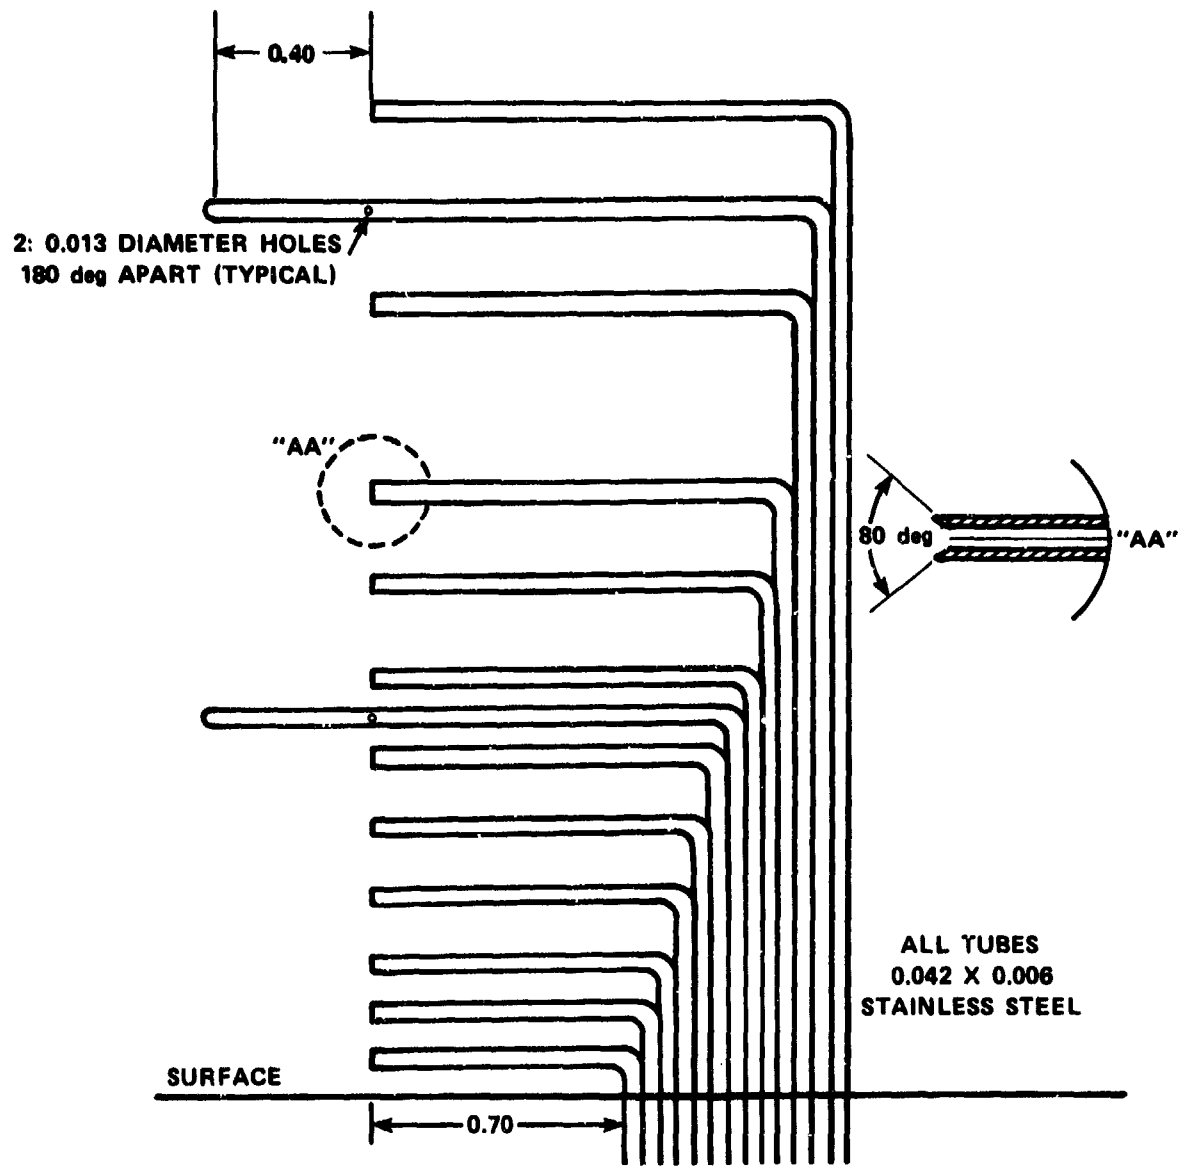 0.40
2: 0.013 DIAMETER HOLES
180 deg APART (TYPICAL)
"AA"
80 deg
"AA"
ALL TUBES
0.042 X 0.006
STAINLESS STEEL
SURFACE
0.70